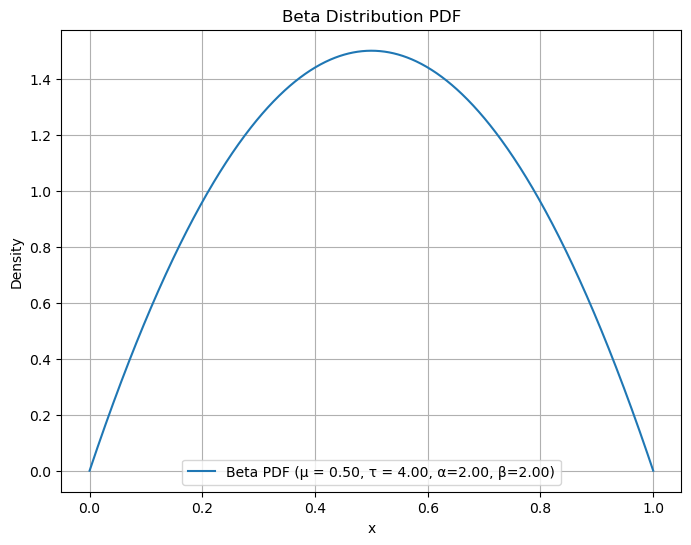 Beta Distribution PDF
Density
1.4
1.2
1.0
0.8
0.6
0.4
0.2
0.0
Beta PDF (μ = 0.50, τ = 4.00, α=2.00, β=2.00)
0.0 0.2 0.4 0.6 0.8 1.0
x